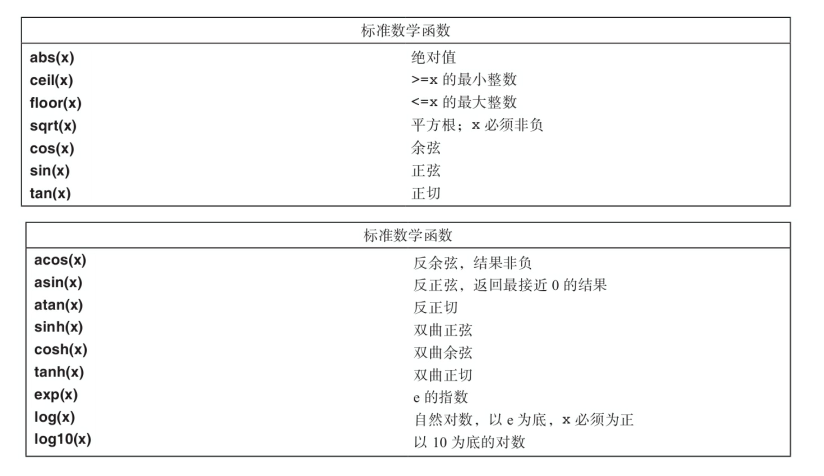 标准数学函数
abs(x) 绝对值
ceil(x) >=x 的最小整数
floor(x) <=x 的最大整数
sqrt(x) 平方根；x 必须非负
cos(x) 余弦
sin(x) 正弦
tan(x) 正切
标准数学函数
acos(x) 反余弦，结果非负
asin(x) 反正弦，返回最接近 0 的结果
atan(x) 反正切
sinh(x) 双曲正弦
cosh(x) 双曲余弦
tanh(x) 双曲正切
exp(x) e 的指数
log(x) 自然对数，以 e 为底，x 必须为正
log10(x) 以 10 为底的对数